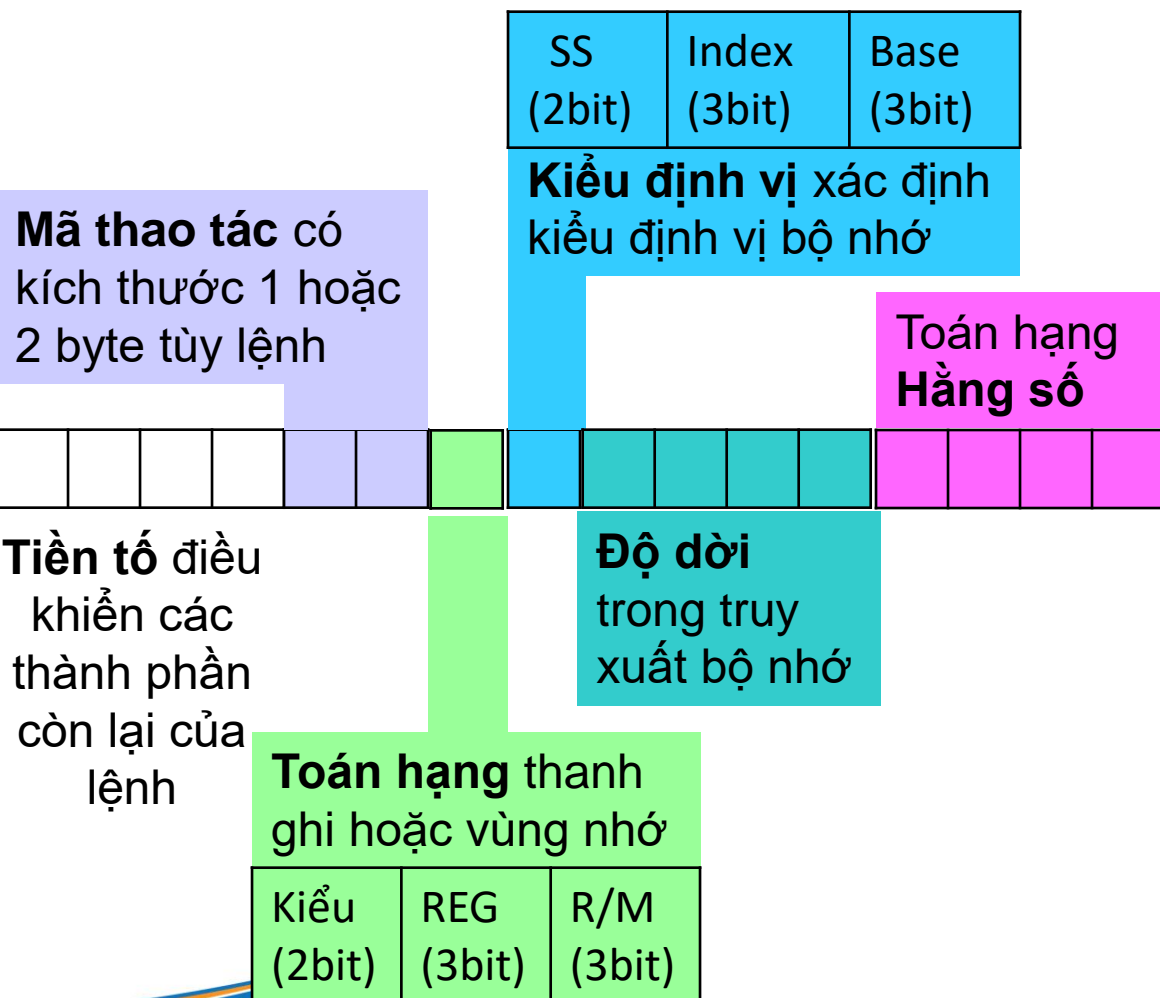 SS Index Base
(2bit) (3bit) (3bit)
Kiểu định vị xác định
kiểu định vị bộ nhớ
Mã thao tác có
kích thước 1 hoặc
2 byte tùy lệnh
Toán hạng
Hằng số
Tiền tố điều
khiển các
thành phần
còn lại của
lệnh
Độ dời
trong truy
xuất bộ nhớ
Toán hạng thanh
ghi hoặc vùng nhớ
Kiểu REG R/M
(2bit) (3bit) (3bit)